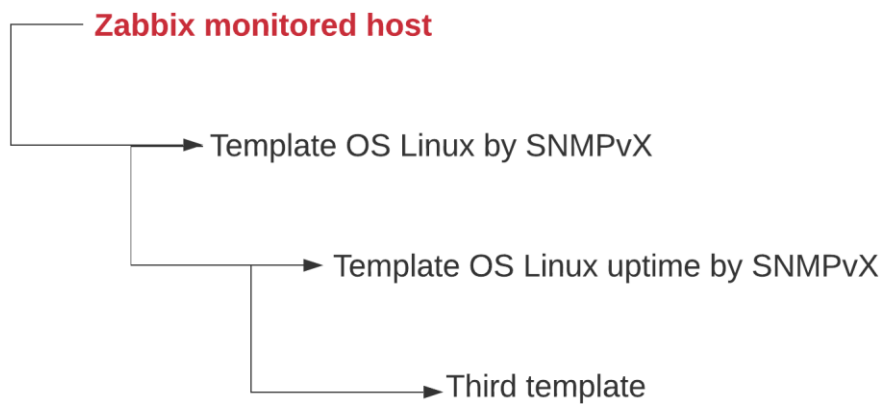 Zabbix monitored host
Template OS Linux by SNMPvX
Template OS Linux uptime by SNMPvX
Third template